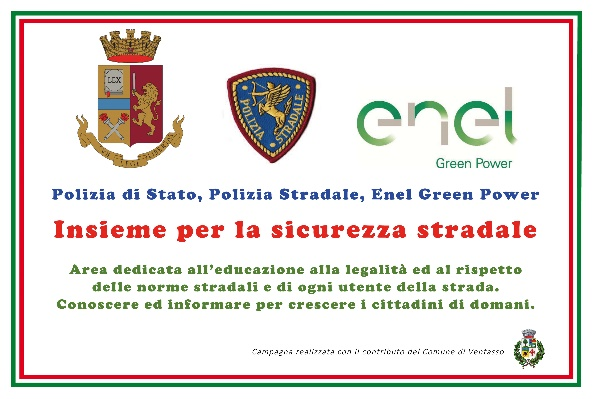 LEX
POLIZIA STRADALE
enel
Green Power
Polizia di Stato, Polizia Stradale, Enel Green Power
Insieme per la sicurezza stradale
Area dedicata all'educazione alla legalità ed al rispetto
delle norme stradali e di ogni utente della strada.
Conoscere ed informare per crescere i cittadini di domani.
Campagna realizzata con il contributo del Comune di Ventasso